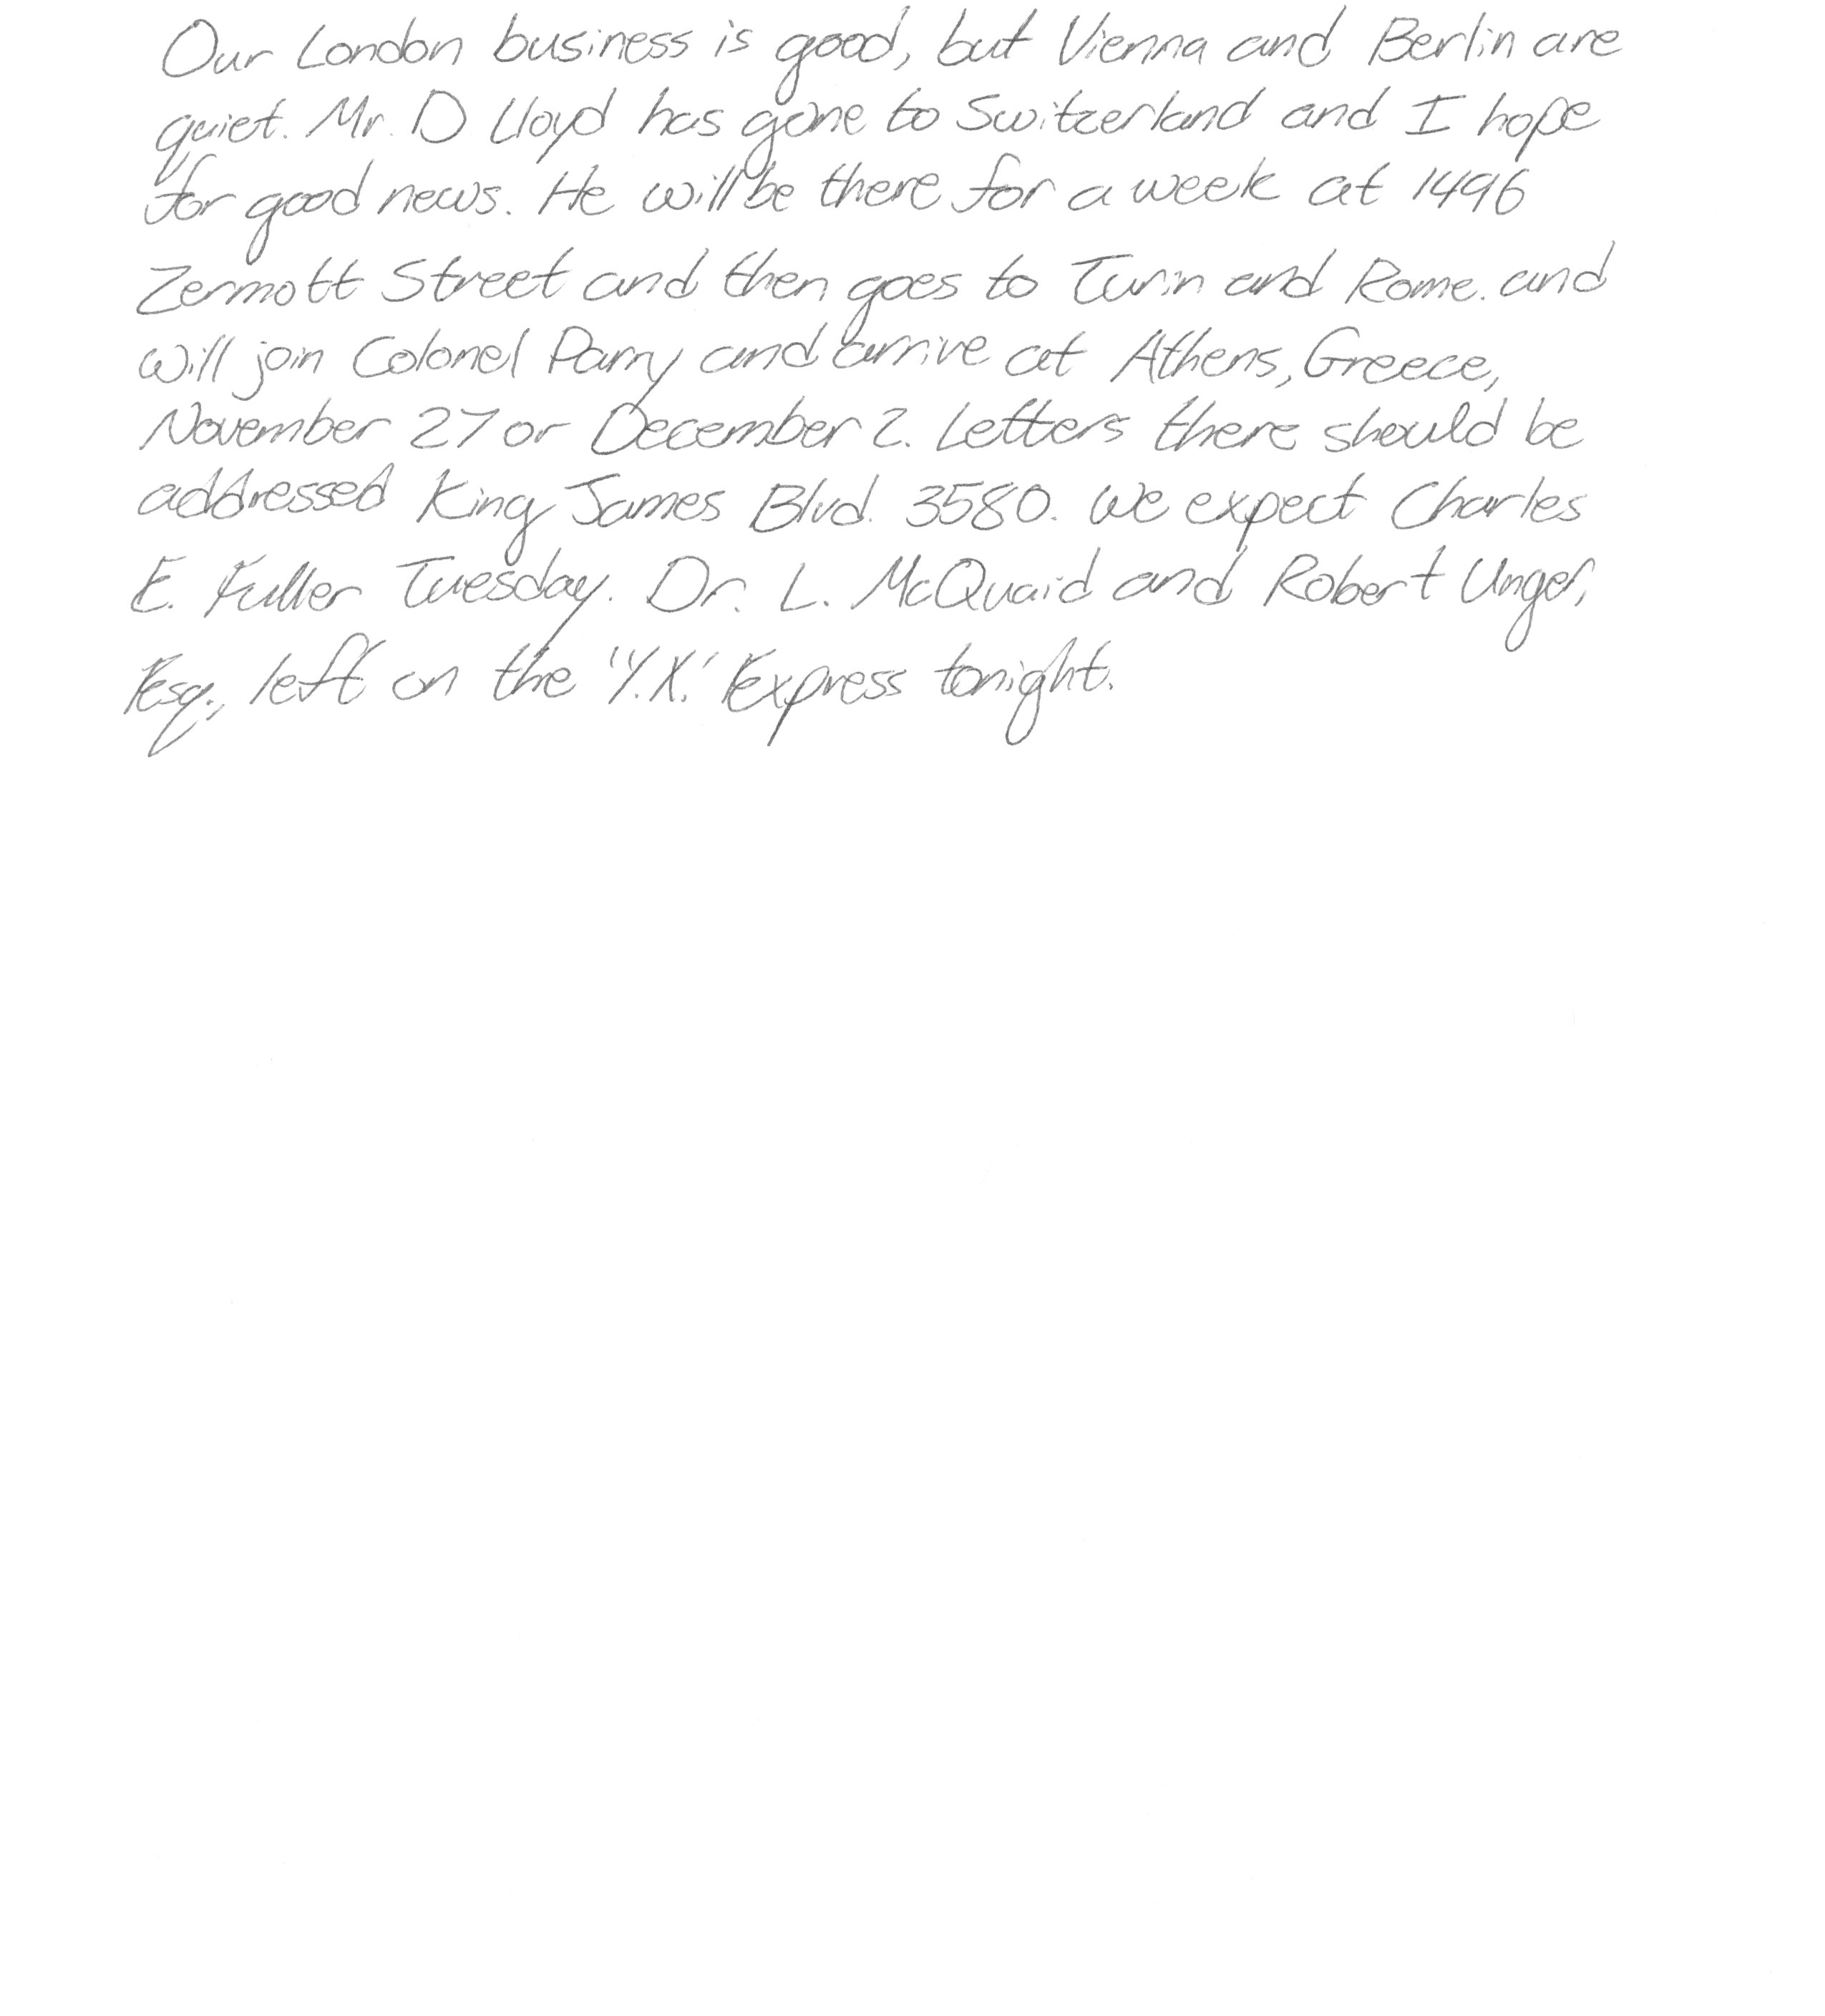 Our London business is good, but Vienna and Berlin are
quiet. Mr. D Lloyd has gone to Switzerland and I hope
for good news. He will be there for a week at 1496
Zermott Street and then goes to Turin and Rome. and
will join Colonel Parry and arrive at Athens, Greece,
November 27 or December 2. Letters there should be
addressed King James Blvd. 3580. We expect Charles
E. Fuller Tuesday. Dr. L. McQuaid and Robert Unger,
Esq., left on the "Y.X." Express tonight.